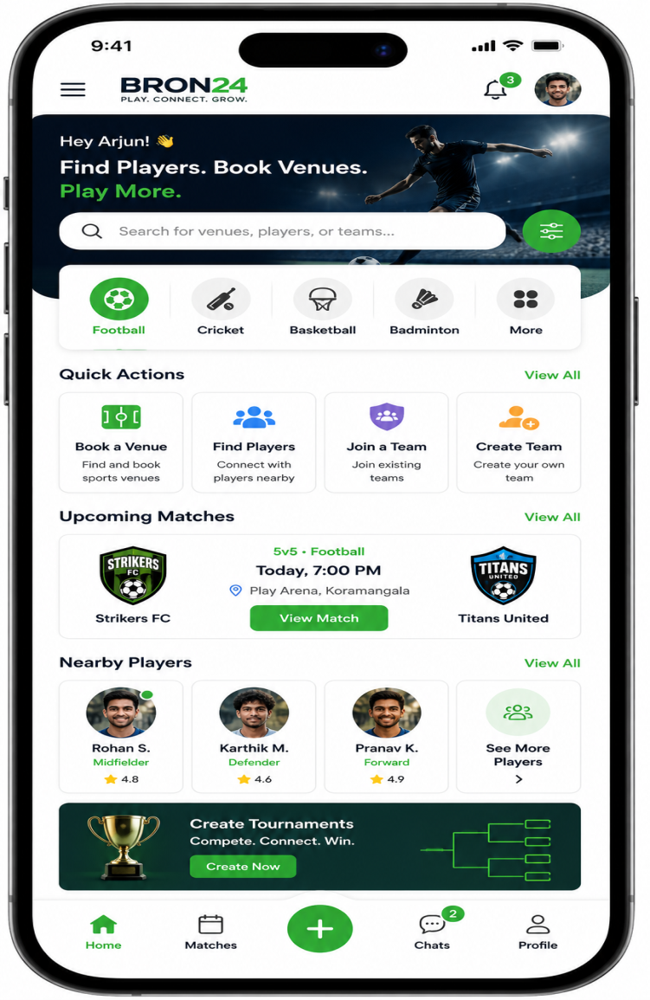 9:41
BRON24
PLAY. CONNECT. GROW.
3
Hey Arjun! 👋
Find Players. Book Venues.
Play More.
Search for venues, players, or teams...
Football
Cricket
Basketball
Badminton
More
Quick Actions
View All
Book a Venue
Find and book
sports venues
Find Players
Connect with
players nearby
Join a Team
Join existing
teams
Create Team
Create your own
team
Upcoming Matches
View All
STRIKERS
FC
Strikers FC
5v5 • Football
Today, 7:00 PM
Play Arena, Koramangala
View Match
TITANS
UNITED
Titans United
Nearby Players
View All
Rohan S.
Midfielder
4.8
Karthik M.
Defender
4.6
Pranav K.
Forward
4.9
See More
Players
Create Tournaments
Compete. Connect. Win.
Create Now
Home
Matches
2
Chats
Profile